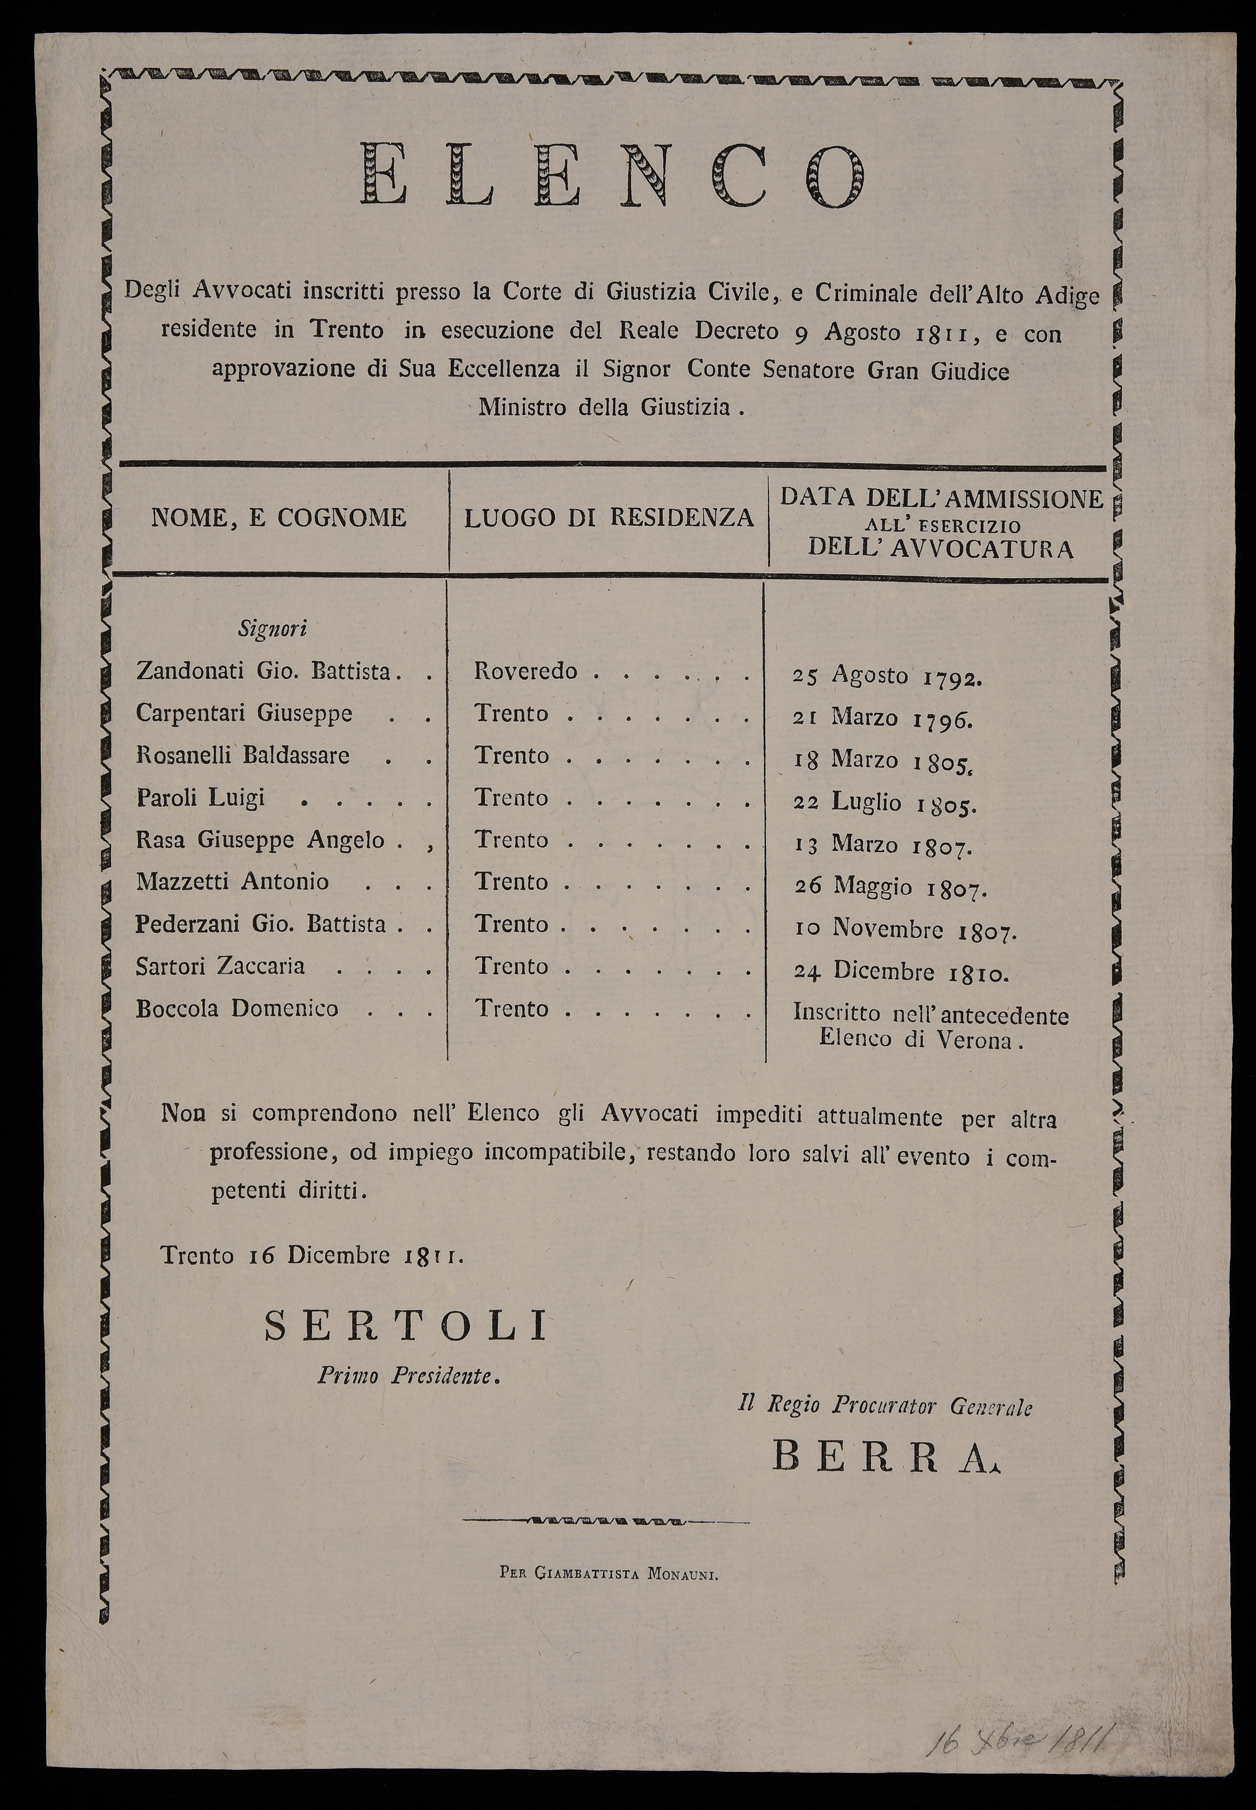 ELENCO
Degli Avvocati inscritti presso la Corte di Giustizia Civile, e Criminale dell'Alto Adige
residente in Trento in esecuzione del Reale Decreto 9 Agosto 1811, e con
approvazione di Sua Eccellenza il Signor Conte Senatore Gran Giudice
Ministro della Giustizia.
NOME, E COGNOME LUOGO DI RESIDENZA DATA DELL'AMMISSIONE
ALL' ESERCIZIO
DELL' AVVOCATURA
Signori
Zandonati Gio. Battista. . Roveredo . . . . . . 25 Agosto 1792.
Carpentari Giuseppe . . Trento . . . . . . . 21 Marzo 1796.
Rosanelli Baldassare . . Trento . . . . . . . 18 Marzo 1805.
Paroli Luigi . . . . . Trento . . . . . . . 22 Luglio 1805.
Rasa Giuseppe Angelo . , Trento . . . . . . . 13 Marzo 1807.
Mazzetti Antonio . . . Trento . . . . . . . 26 Maggio 1807.
Pederzani Gio. Battista . . Trento . . . . . . . 10 Novembre 1807.
Sartori Zaccaria . . . . Trento . . . . . . . 24 Dicembre 1810.
Boccola Domenico . . . Trento . . . . . . . Inscritto nell'antecedente
Elenco di Verona.
Non si comprendono nell' Elenco gli Avvocati impediti attualmente per altra
professione, od impiego incompatibile, restando loro salvi all' evento i com-
petenti diritti.
Trento 16 Dicembre 1811.
SERTOLI
Primo Presidente.
Il Regio Procurator Generale
BERRA.
PER GIAMBATTISTA MONAUNI.
16 Xbre 1811